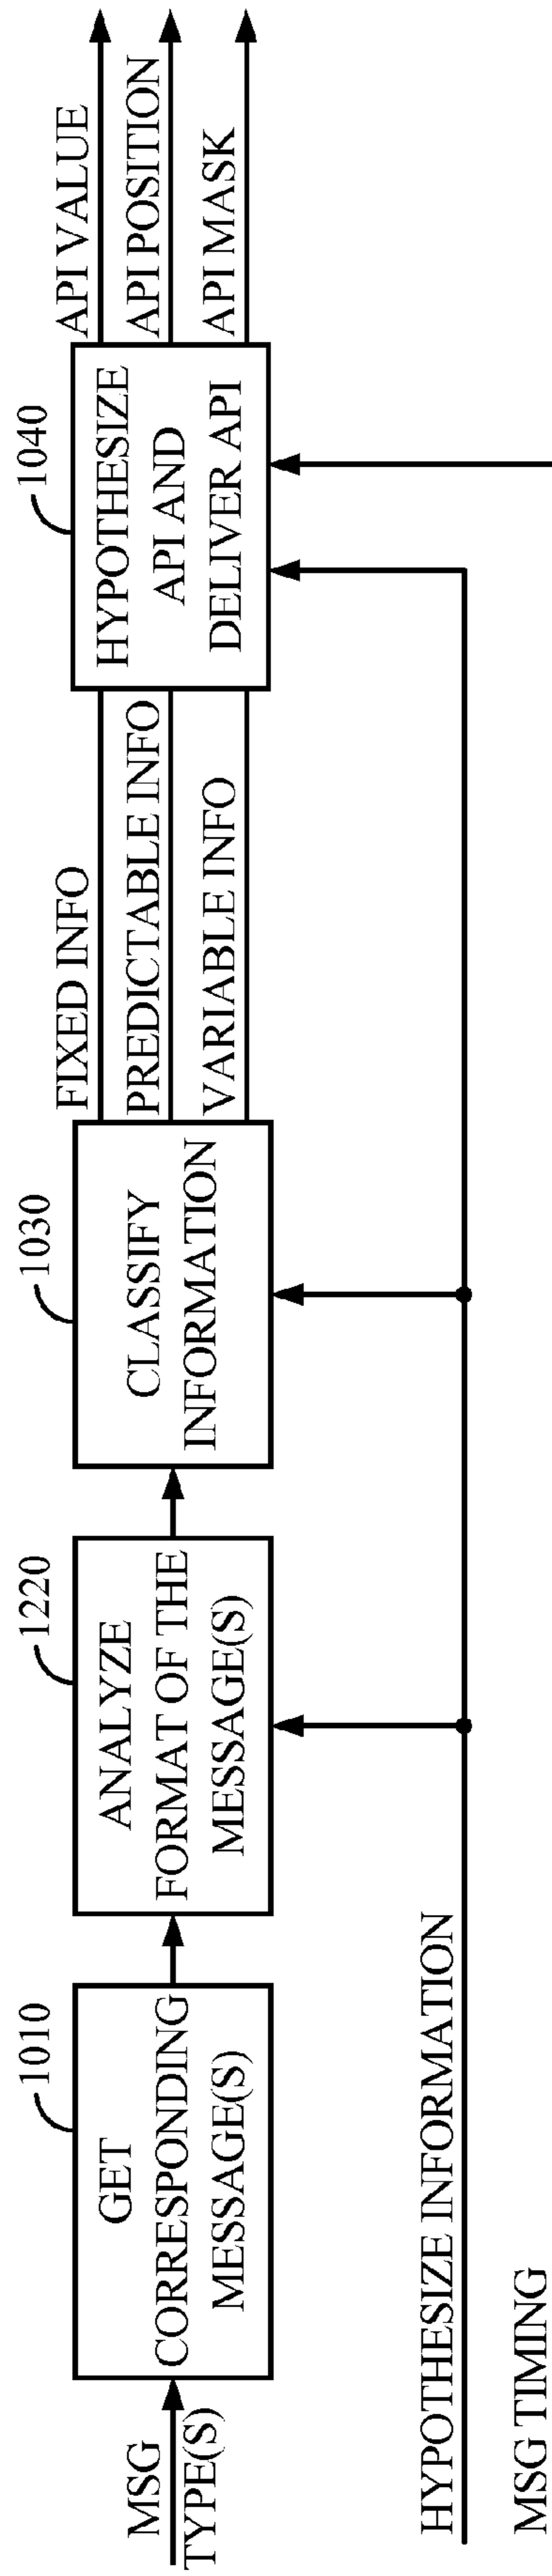 MSG
TYPE(S)
1010
GET
CORRESPONDING
MESSAGE(S)
1220
ANALYZE
FORMAT OF THE
MESSAGE(S)
1030
CLASSIFY
INFORMATION
FIXED INFO
PREDICTABLE INFO
VARIABLE INFO
1040
HYPOTHESIZE
API AND
DELIVER API
API VALUE
API POSITION
API MASK
HYPOTHESIZE INFORMATION
MSG TIMING